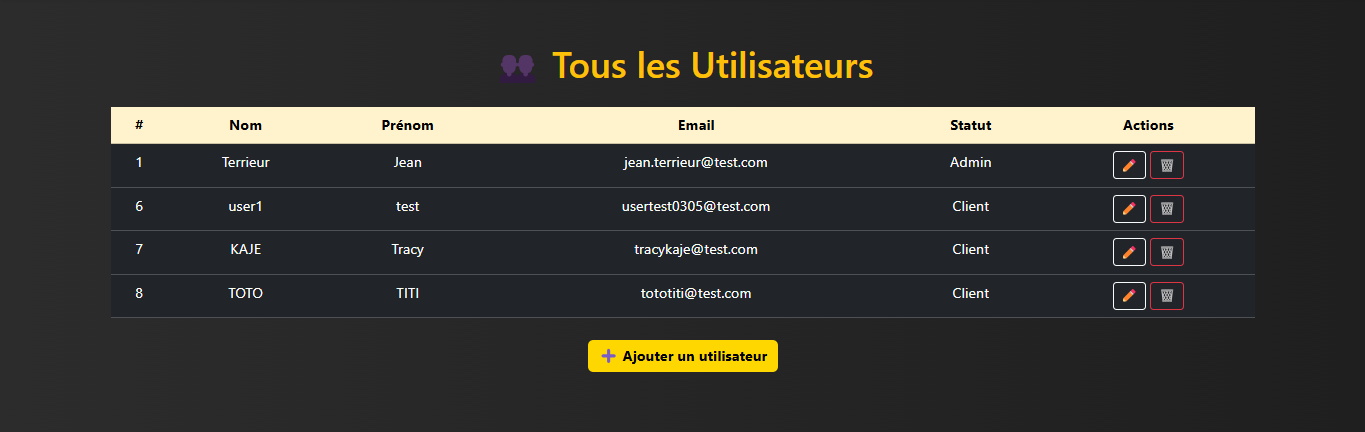 Tous les Utilisateurs
# Nom Prénom Email Statut Actions
1 Terrieur Jean jean.terrieur@test.com Admin
6 user1 test usertest0305@test.com Client
7 KAJE Tracy tracykaje@test.com Client
8 TOTO TITI tototiti@test.com Client
Ajouter un utilisateur